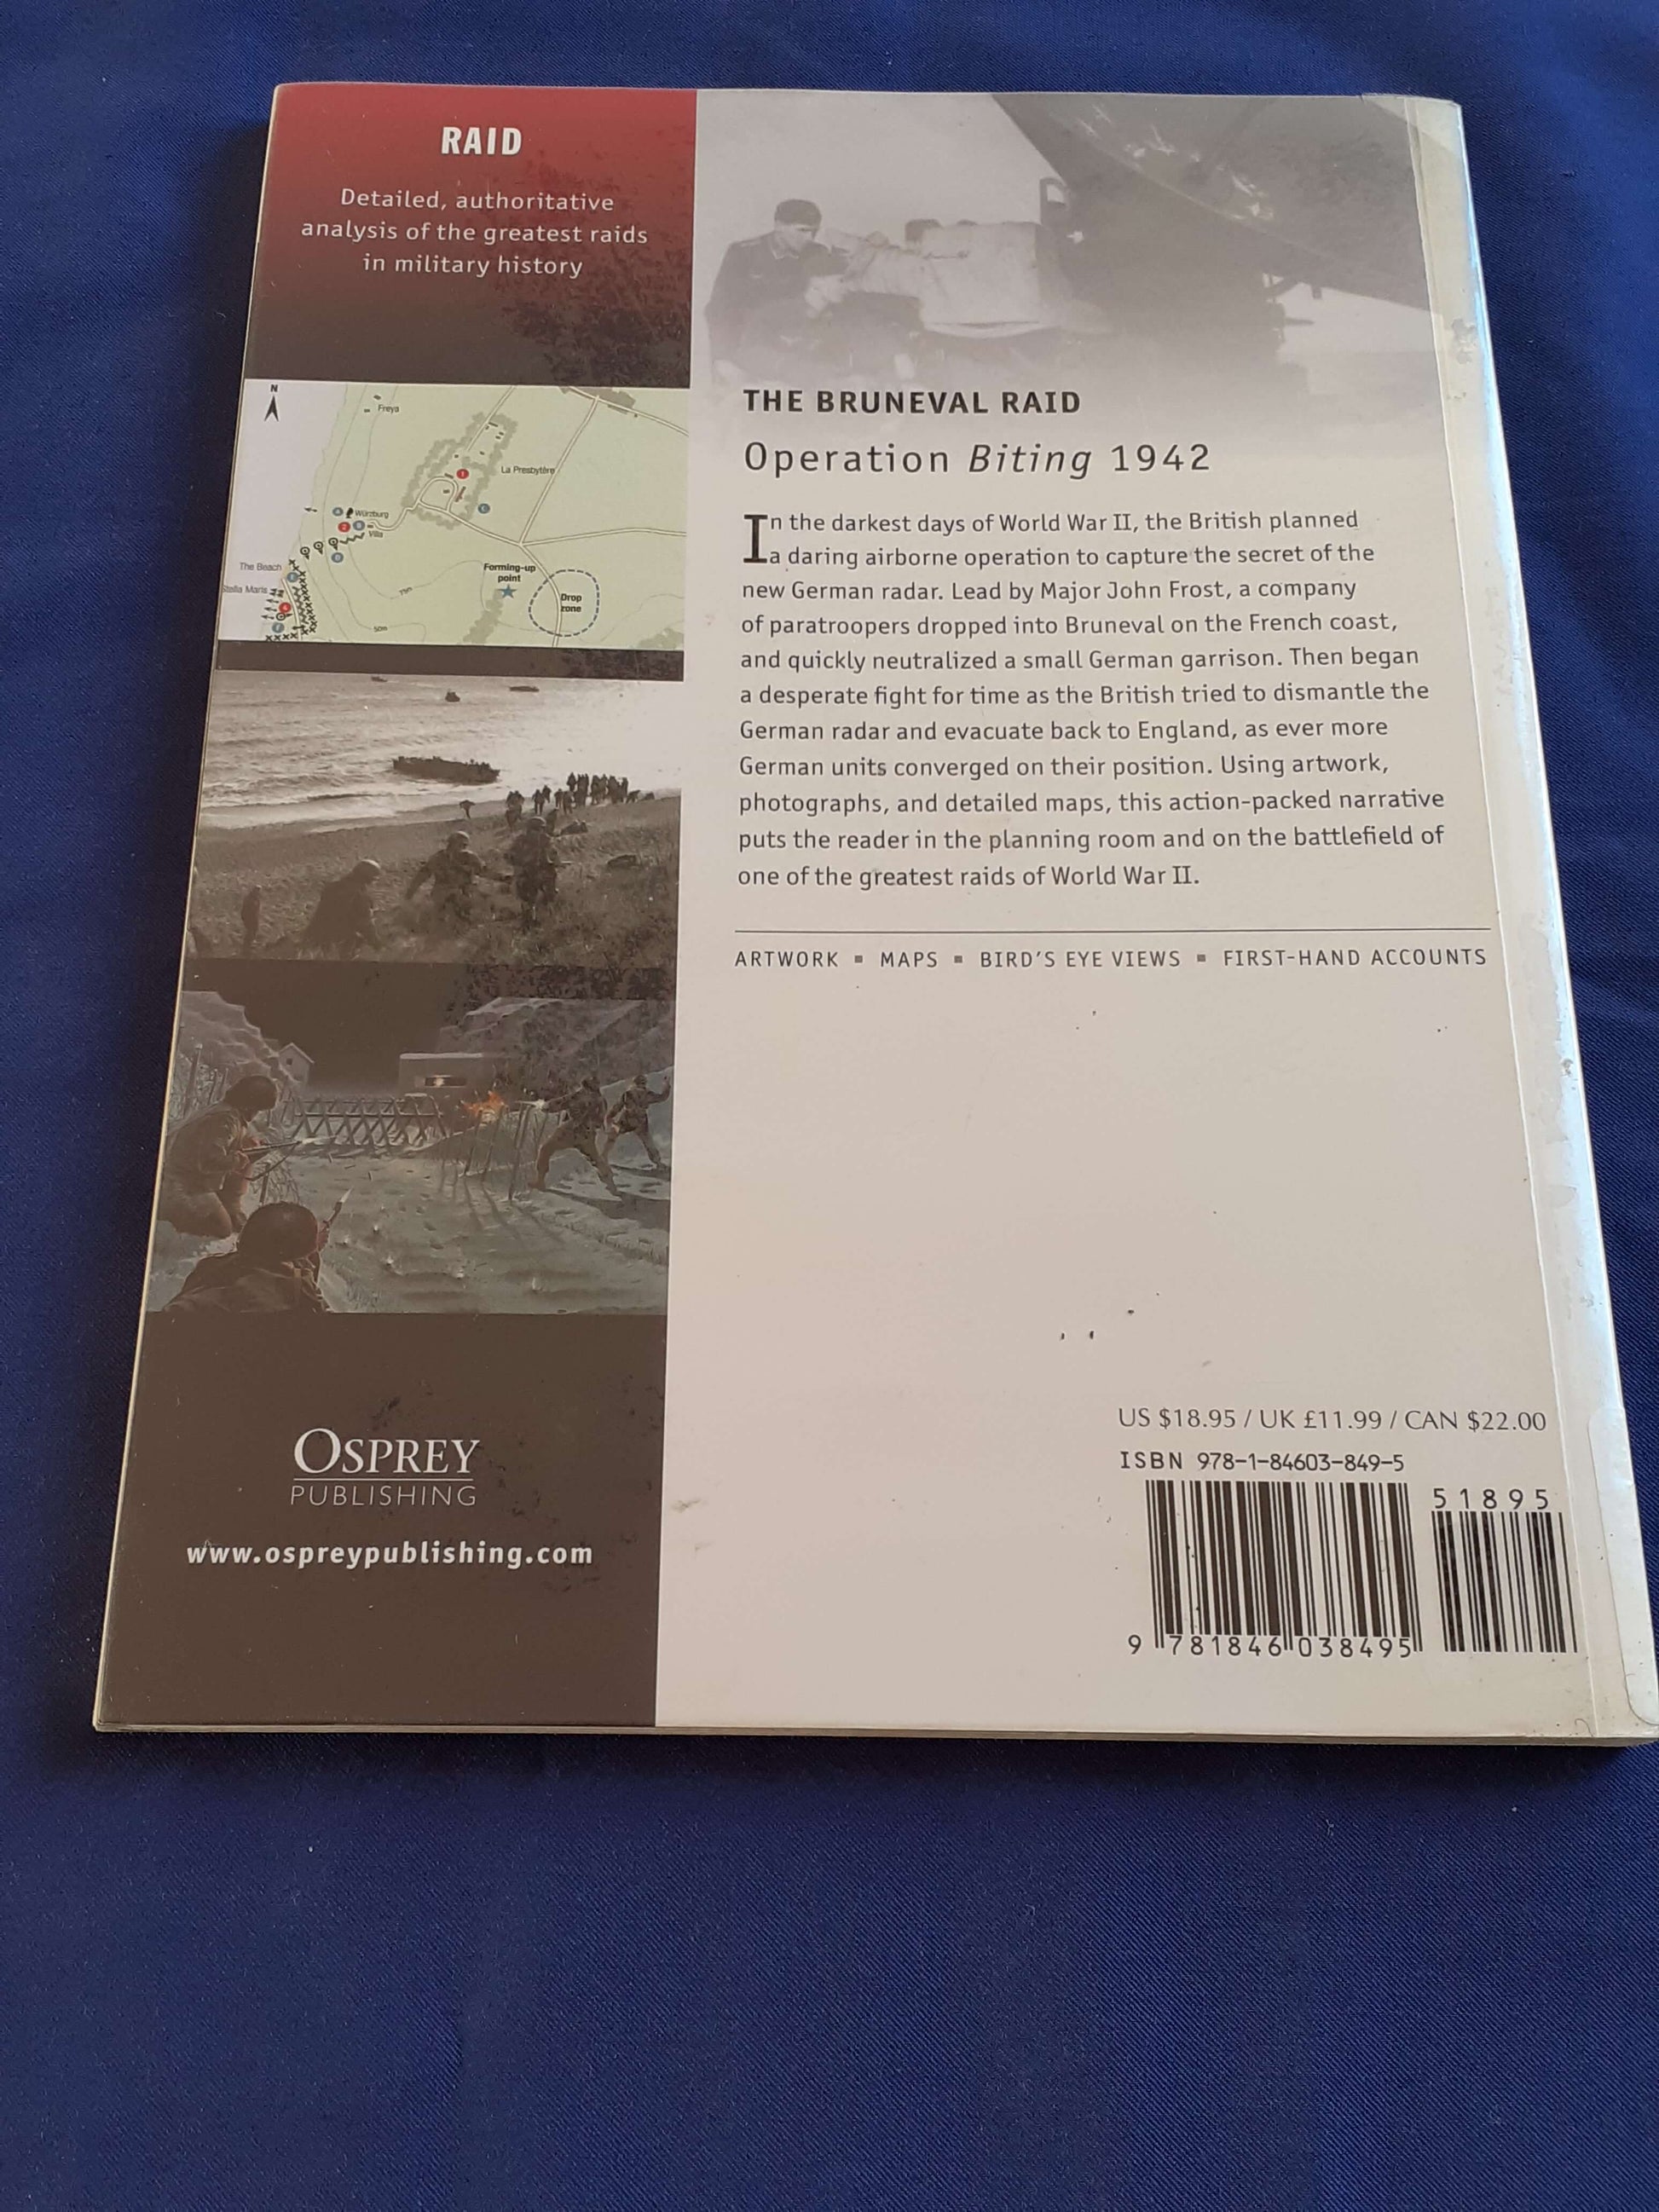 RAID
Detailed, authoritative
analysis of the greatest raids
in military history
N
Freya
La Presbytère
1
C
A
Würzburg
2
B
Villa
D
The Beach
E
Stella Maris
4
F
Forming-up
point
Drop
zone
75m
50m
THE BRUNEVAL RAID
Operation Biting 1942
In the darkest days of World War II, the British planned
a daring airborne operation to capture the secret of the
new German radar. Lead by Major John Frost, a company
of paratroopers dropped into Bruneval on the French coast,
and quickly neutralized a small German garrison. Then began
a desperate fight for time as the British tried to dismantle the
German radar and evacuate back to England, as ever more
German units converged on their position. Using artwork,
photographs, and detailed maps, this action-packed narrative
puts the reader in the planning room and on the battlefield of
one of the greatest raids of World War II.
ARTWORK ▪ MAPS ▪ BIRD'S EYE VIEWS ▪ FIRST-HAND ACCOUNTS
OSPREY
PUBLISHING
www.ospreypublishing.com
US $18.95 / UK £11.99 / CAN $22.00
ISBN 978-1-84603-849-5
51895
9 781846 038495